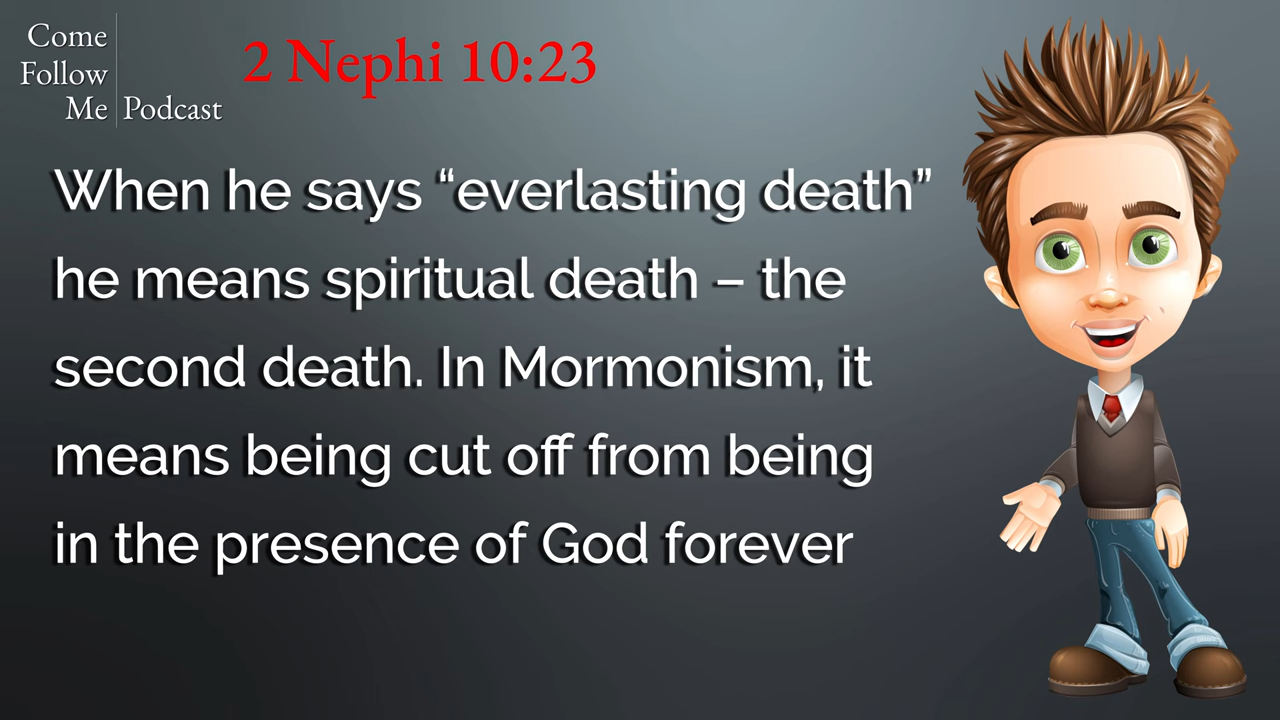 Come
Follow
Me Podcast
2 Nephi 10:23
When he says “everlasting death”
he means spiritual death – the
second death. In Mormonism, it
means being cut off from being
in the presence of God forever